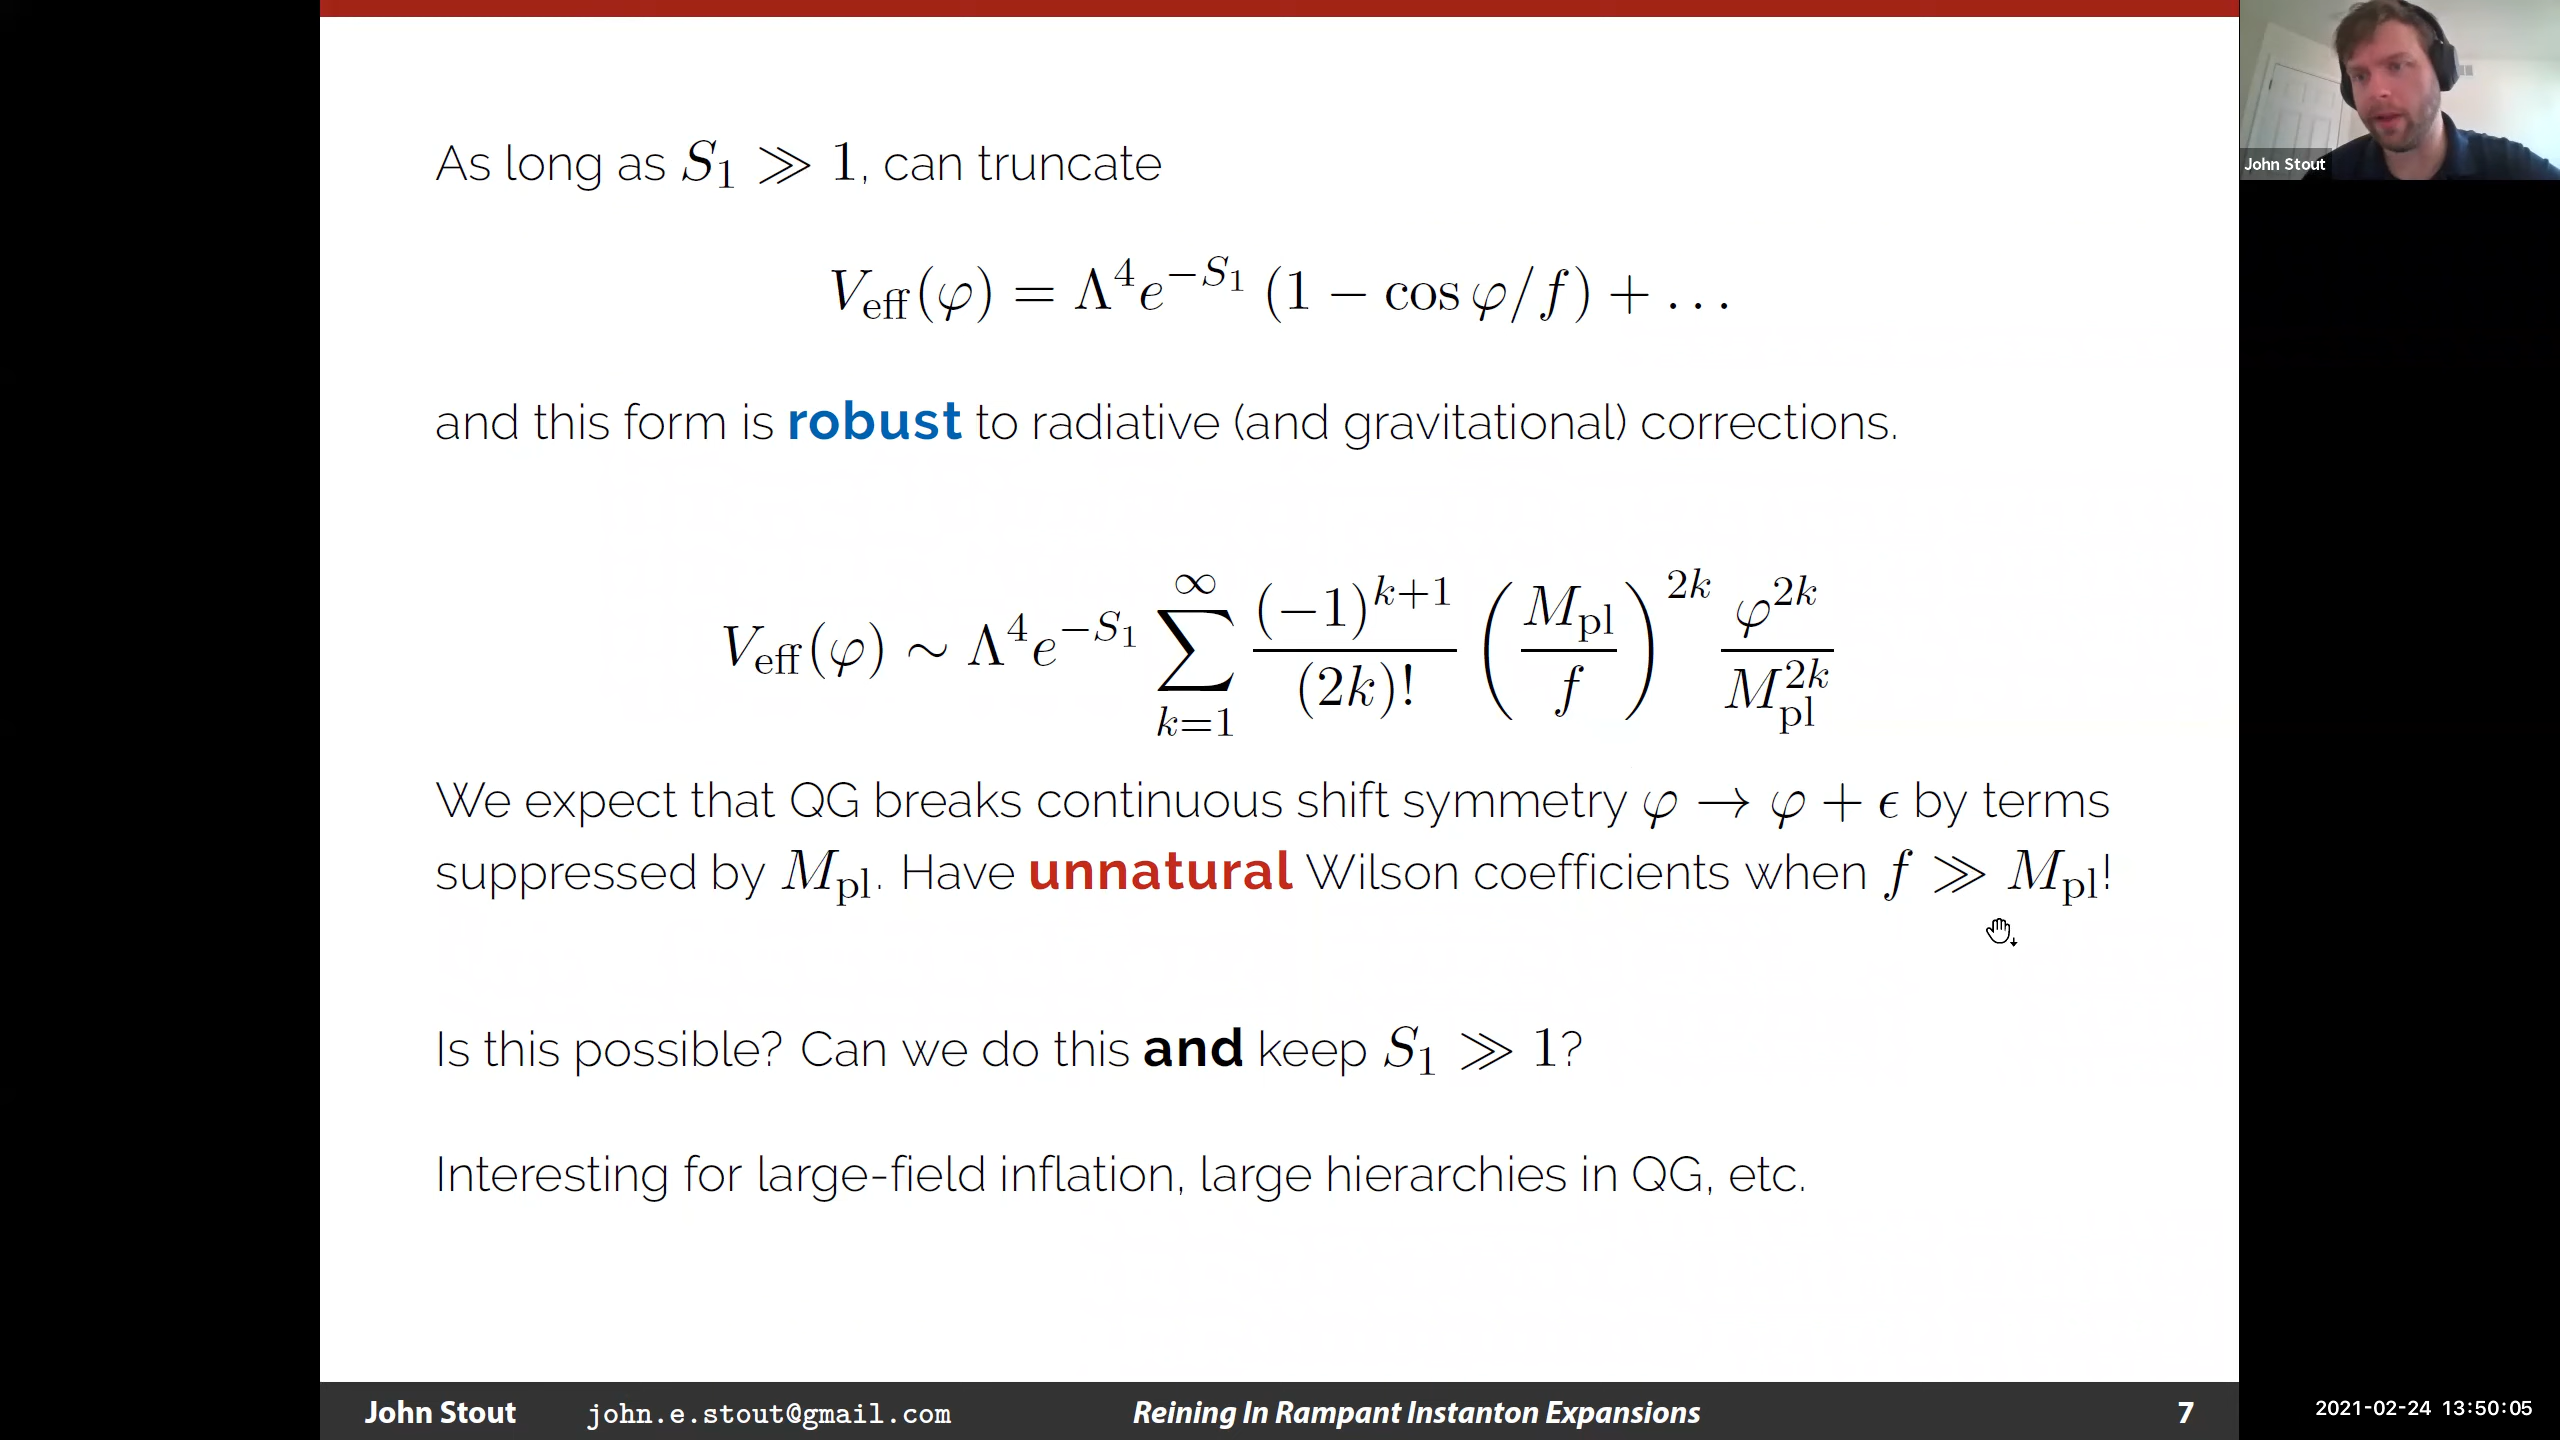 As long as S₁ ≫ 1, can truncate
V_eff(φ) = Λ⁴e^{−S₁} (1 − cos φ/f) + …
and this form is robust to radiative (and gravitational) corrections.
V_eff(φ) ∼ Λ⁴e^{−S₁} ∑_{k=1}^{∞} (−1)^{k+1}/(2k)! (M_pl/f)^{2k} φ^{2k}/M_pl^{2k}
We expect that QG breaks continuous shift symmetry φ → φ + ϵ by terms
suppressed by M_pl. Have unnatural Wilson coefficients when f ≫ M_pl!
Is this possible? Can we do this and keep S₁ ≫ 1?
Interesting for large-field inflation, large hierarchies in QG, etc.
John Stout john.e.stout@gmail.com Reining In Rampant Instanton Expansions 7
John Stout
2021-02-24 13:50:05